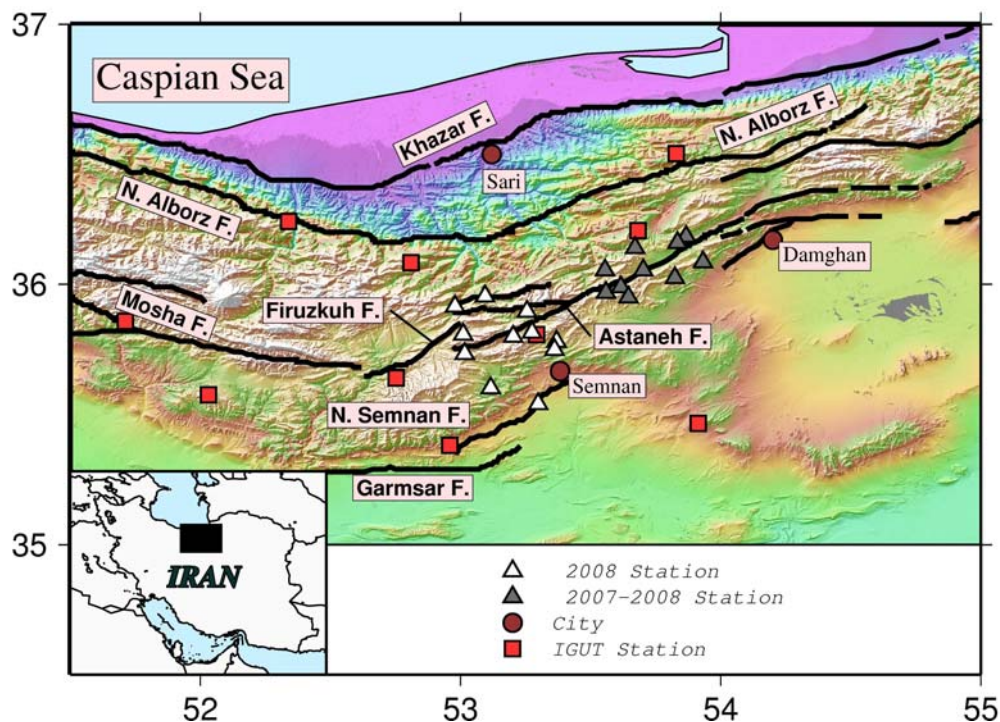 37
Caspian Sea
Khazar F.
N. Alborz F.
Sari
N. Alborz F.
Damghan
36
Mosha F.
Firuzkuh F.
Astaneh F.
Semnan
N. Semnan F.
Garmsar F.
35
IRAN
2008 Station
2007-2008 Station
City
IGUT Station
52
53
54
55